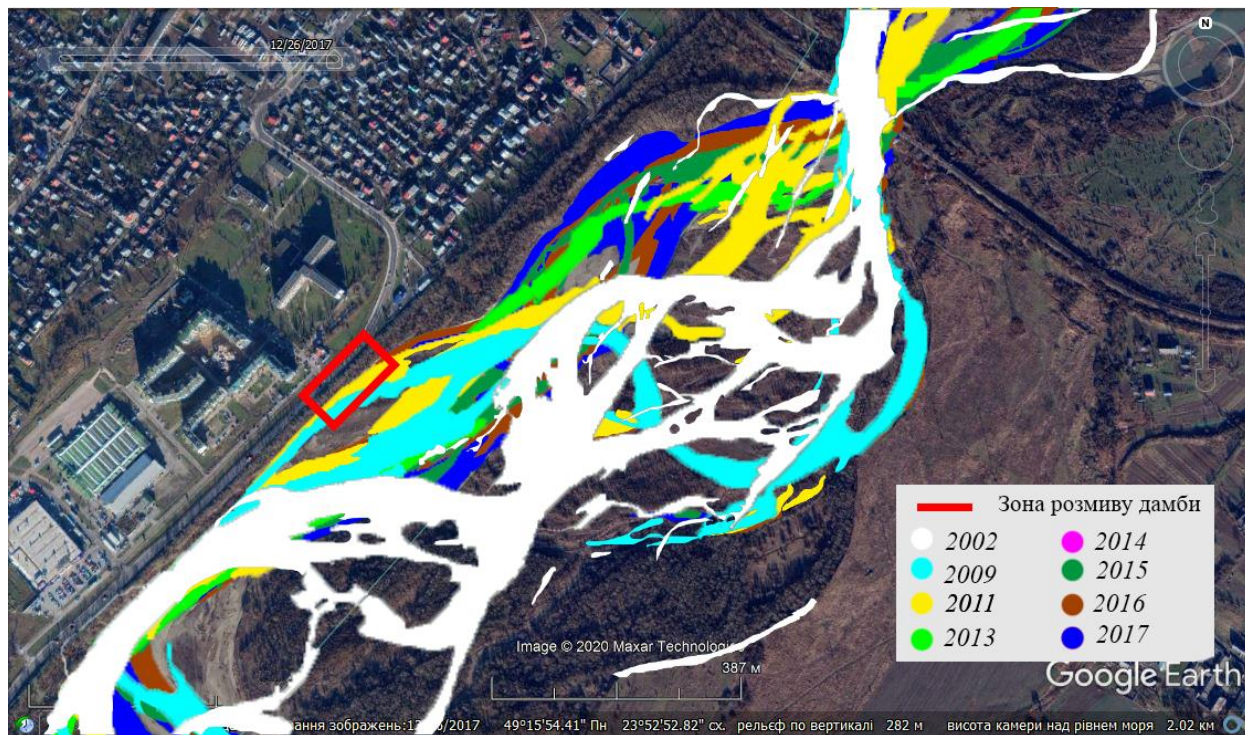 12/26/2017
N
Зона розмиву дамби
2002
2014
2009
2015
2011
2016
2013
2017
Image © 2020 Maxar Technologie
387 м
Google Earth
зображень: 49°15'54.41" Пн 23°52'52.82" сх. рельєф по вертикалі 282 м висота камери над рівнем моря 2.02 км